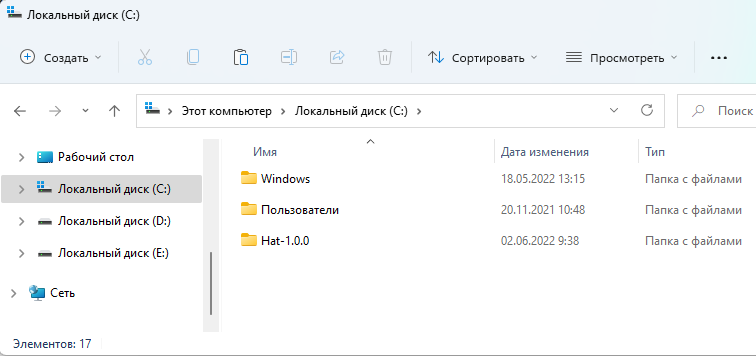 Локальный диск (C:)
Создать Сортировать Просмотреть
Этот компьютер Локальный диск (C:) Поиск
Имя Дата изменения Тип
Рабочий стол
Локальный диск (C:)
Локальный диск (D:)
Локальный диск (E:)
Сеть
Windows 18.05.2022 13:15 Папка с файлами
Пользователи 20.11.2021 10:48 Папка с файлами
Hat-1.0.0 02.06.2022 9:38 Папка с файлами
Элементов: 17